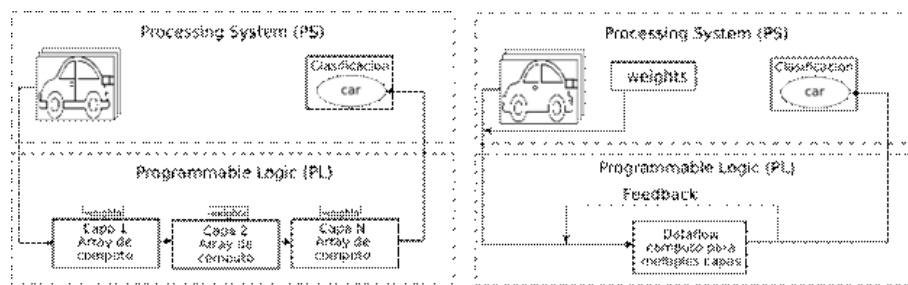 Processing System (PS)
Clasificacion
car
Programmable Logic (PL)
weights
Capa 1
Array de
computo
weights
Capa 2
Array de
computo
weights
Capa N
Array de
computo
Processing System (PS)
weights
Clasificacion
car
Programmable Logic (PL)
Feedback
Dataflow
computo para
multiples capas